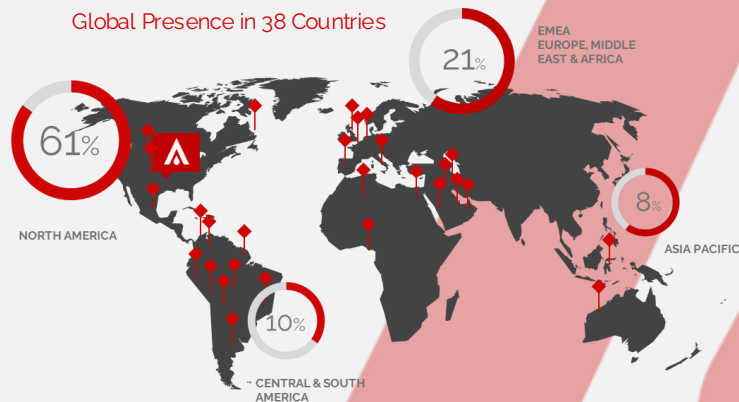 Global Presence in 38 Countries
21%
EMEA
EUROPE, MIDDLE
EAST & AFRICA
61%
NORTH AMERICA
8%
ASIA PACIFIC
10%
CENTRAL & SOUTH
AMERICA